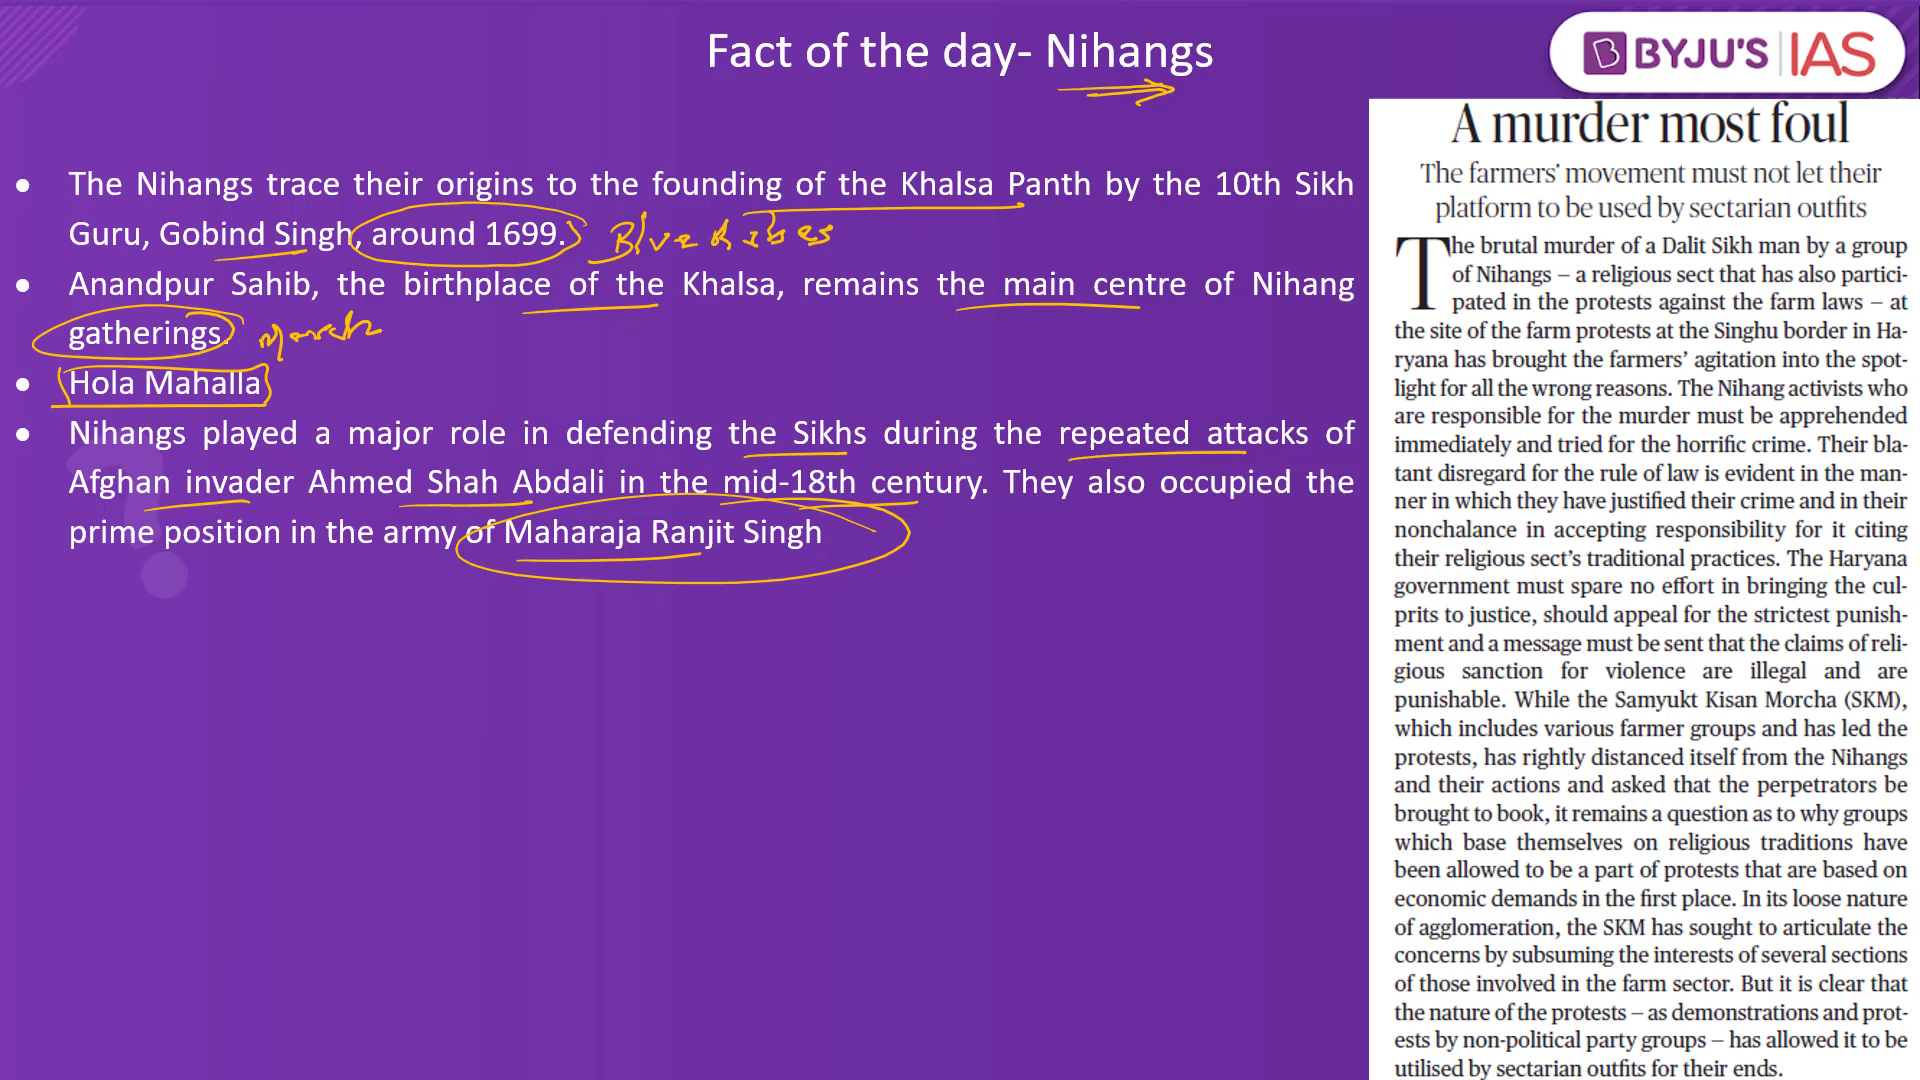 Fact of the day- Nihangs
BYJU'S IAS
• The Nihangs trace their origins to the founding of the Khalsa Panth by the 10th Sikh
Guru, Gobind Singh, around 1699. Blue Robes
• Anandpur Sahib, the birthplace of the Khalsa, remains the main centre of Nihang
gatherings. March
• Hola Mahalla
• Nihangs played a major role in defending the Sikhs during the repeated attacks of
Afghan invader Ahmed Shah Abdali in the mid-18th century. They also occupied the
prime position in the army of Maharaja Ranjit Singh
A murder most foul
The farmers’ movement must not let their
platform to be used by sectarian outfits
The brutal murder of a Dalit Sikh man by a group
of Nihangs – a religious sect that has also partici-
pated in the protests against the farm laws – at
the site of the farm protests at the Singhu border in Ha-
ryana has brought the farmers’ agitation into the spot-
light for all the wrong reasons. The Nihang activists who
are responsible for the murder must be apprehended
immediately and tried for the horrific crime. Their bla-
tant disregard for the rule of law is evident in the man-
ner in which they have justified their crime and in their
nonchalance in accepting responsibility for it citing
their religious sect’s traditional practices. The Haryana
government must spare no effort in bringing the cul-
prits to justice, should appeal for the strictest punish-
ment and a message must be sent that the claims of reli-
gious sanction for violence are illegal and are
punishable. While the Samyukt Kisan Morcha (SKM),
which includes various farmer groups and has led the
protests, has rightly distanced itself from the Nihangs
and their actions and asked that the perpetrators be
brought to book, it remains a question as to why groups
which base themselves on religious traditions have
been allowed to be a part of protests that are based on
economic demands in the first place. In its loose nature
of agglomeration, the SKM has sought to articulate the
concerns by subsuming the interests of several sections
of those involved in the farm sector. But it is clear that
the nature of the protests – as demonstrations and prot-
ests by non-political party groups – has allowed it to be
utilised by sectarian outfits for their ends.